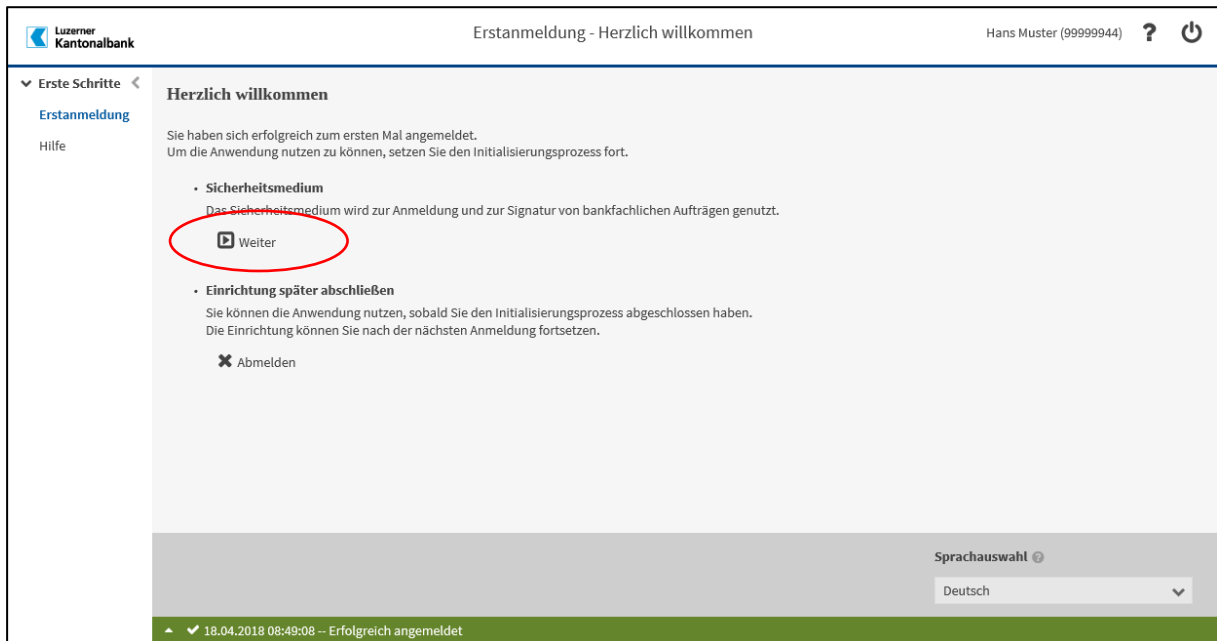 Luzerner
Kantonalbank
Erstanmeldung - Herzlich willkommen
Hans Muster (99999944)
?
Erste Schritte
Erstanmeldung
Hilfe
Herzlich willkommen
Sie haben sich erfolgreich zum ersten Mal angemeldet.
Um die Anwendung nutzen zu können, setzen Sie den Initialisierungsprozess fort.
• Sicherheitsmedium
Das Sicherheitsmedium wird zur Anmeldung und zur Signatur von bankfachlichen Aufträgen genutzt.
Weiter
• Einrichtung später abschließen
Sie können die Anwendung nutzen, sobald Sie den Initialisierungsprozess abgeschlossen haben.
Die Einrichtung können Sie nach der nächsten Anmeldung fortsetzen.
Abmelden
Sprachauswahl ?
Deutsch
18.04.2018 08:49:08 -- Erfolgreich angemeldet